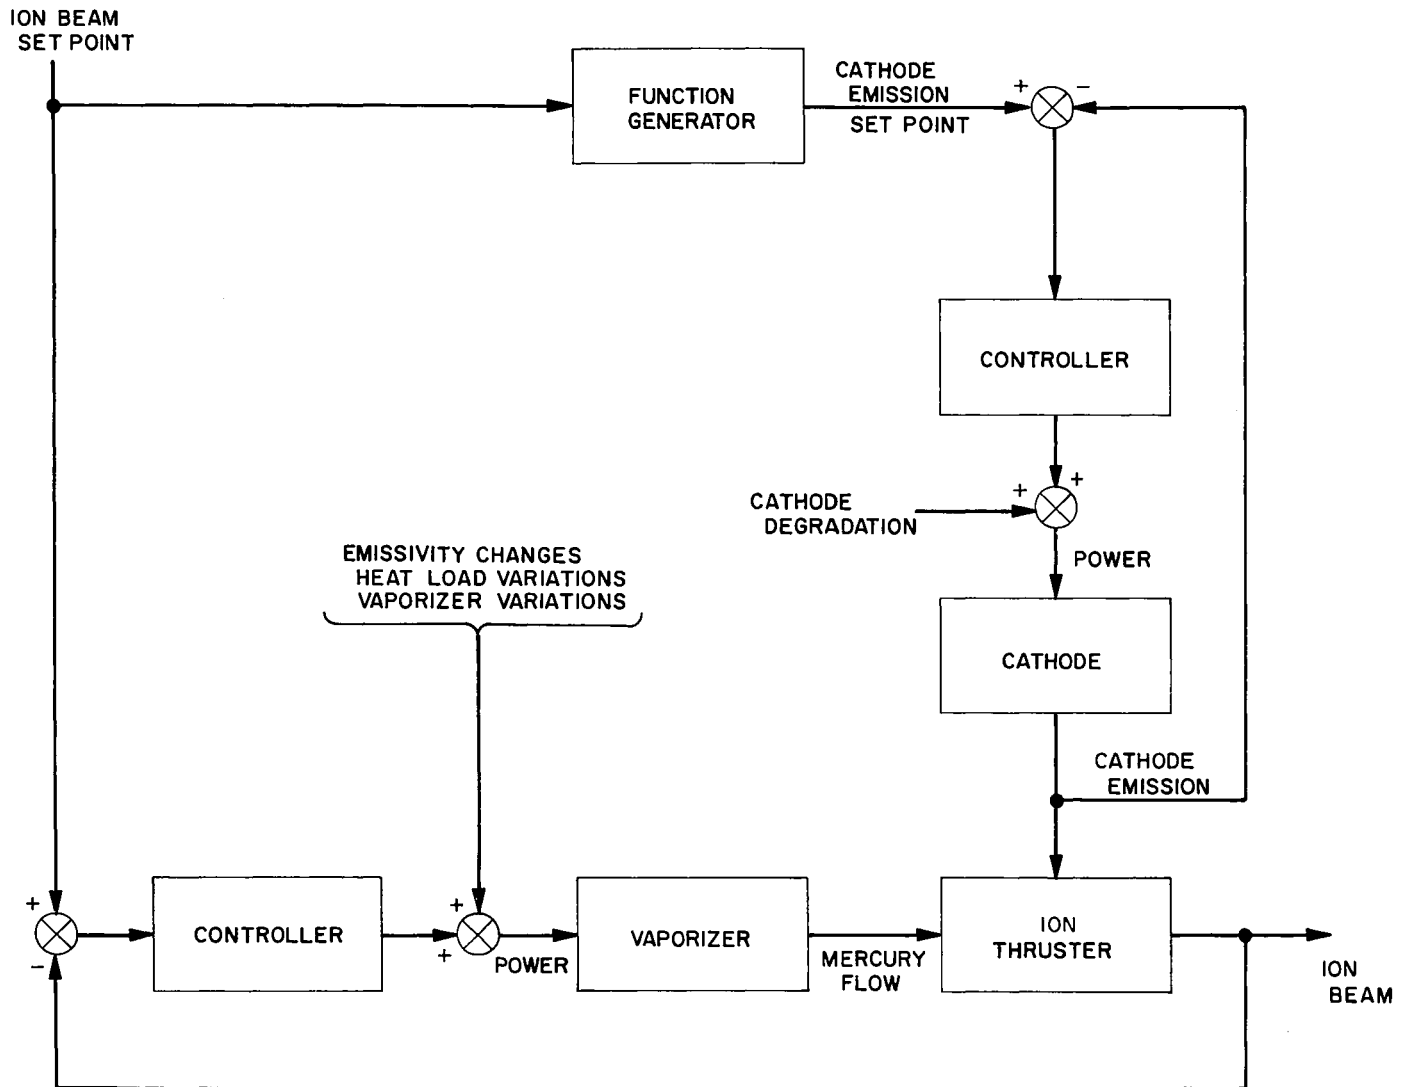 ION BEAM
SET POINT
FUNCTION
GENERATOR
CATHODE
EMISSION
SET POINT
+
-
CONTROLLER
+
+
CATHODE
DEGRADATION
POWER
EMISSIVITY CHANGES
HEAT LOAD VARIATIONS
VAPORIZER VARIATIONS
CATHODE
CATHODE
EMISSION
+
-
CONTROLLER
+
+
POWER
VAPORIZER
MERCURY
FLOW
ION
THRUSTER
ION
BEAM